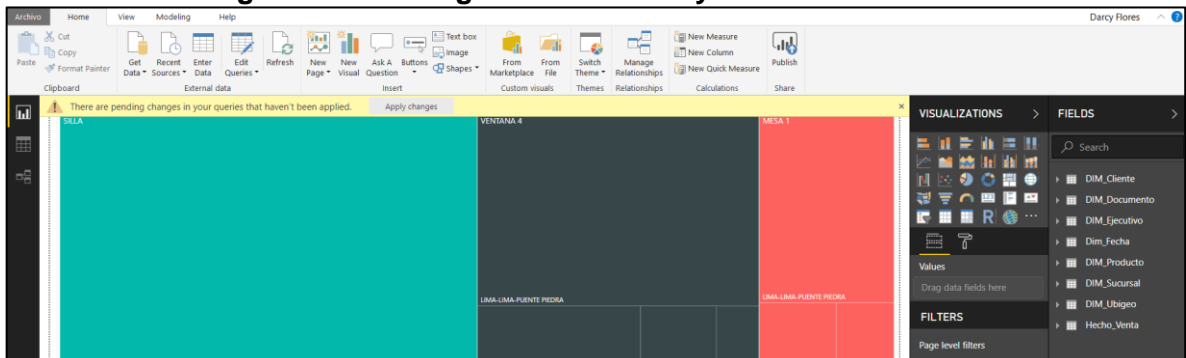 Archivo Home View Modeling Help Darcy Flores
Paste Cut Copy Format Painter
Get Data Recent Sources Enter Data Edit Queries Refresh
New Page New Visual Ask A Question Buttons Text box Image Shapes
From Marketplace From File Switch Theme Manage Relationships
New Measure New Column New Quick Measure Publish
Clipboard External data Insert Custom visuals Themes Relationships Calculations Share
There are pending changes in your queries that haven't been applied. Apply changes
SILLA VENTANA 4 MESA 1
LIMA-LIMA-PUENTE PIEDRA LIMA-LIMA-PUENTE PIEDRA
VISUALIZATIONS
R
Values
Drag data fields here
FILTERS
Page level filters
FIELDS
Search
DIM_Cliente
DIM_Documento
DIM_Ejecutivo
Dim_Fecha
DIM_Producto
DIM_Sucursal
DIM_Ubigeo
Hecho_Venta